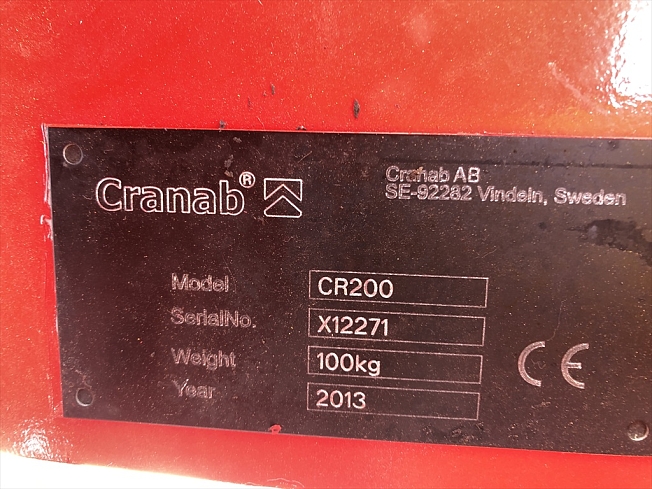 Cranab®
Cranab AB
SE-92282 Vindeln, Sweden
Model CR200
SerialNo. X12271
Weight 100kg
Year 2013
CE